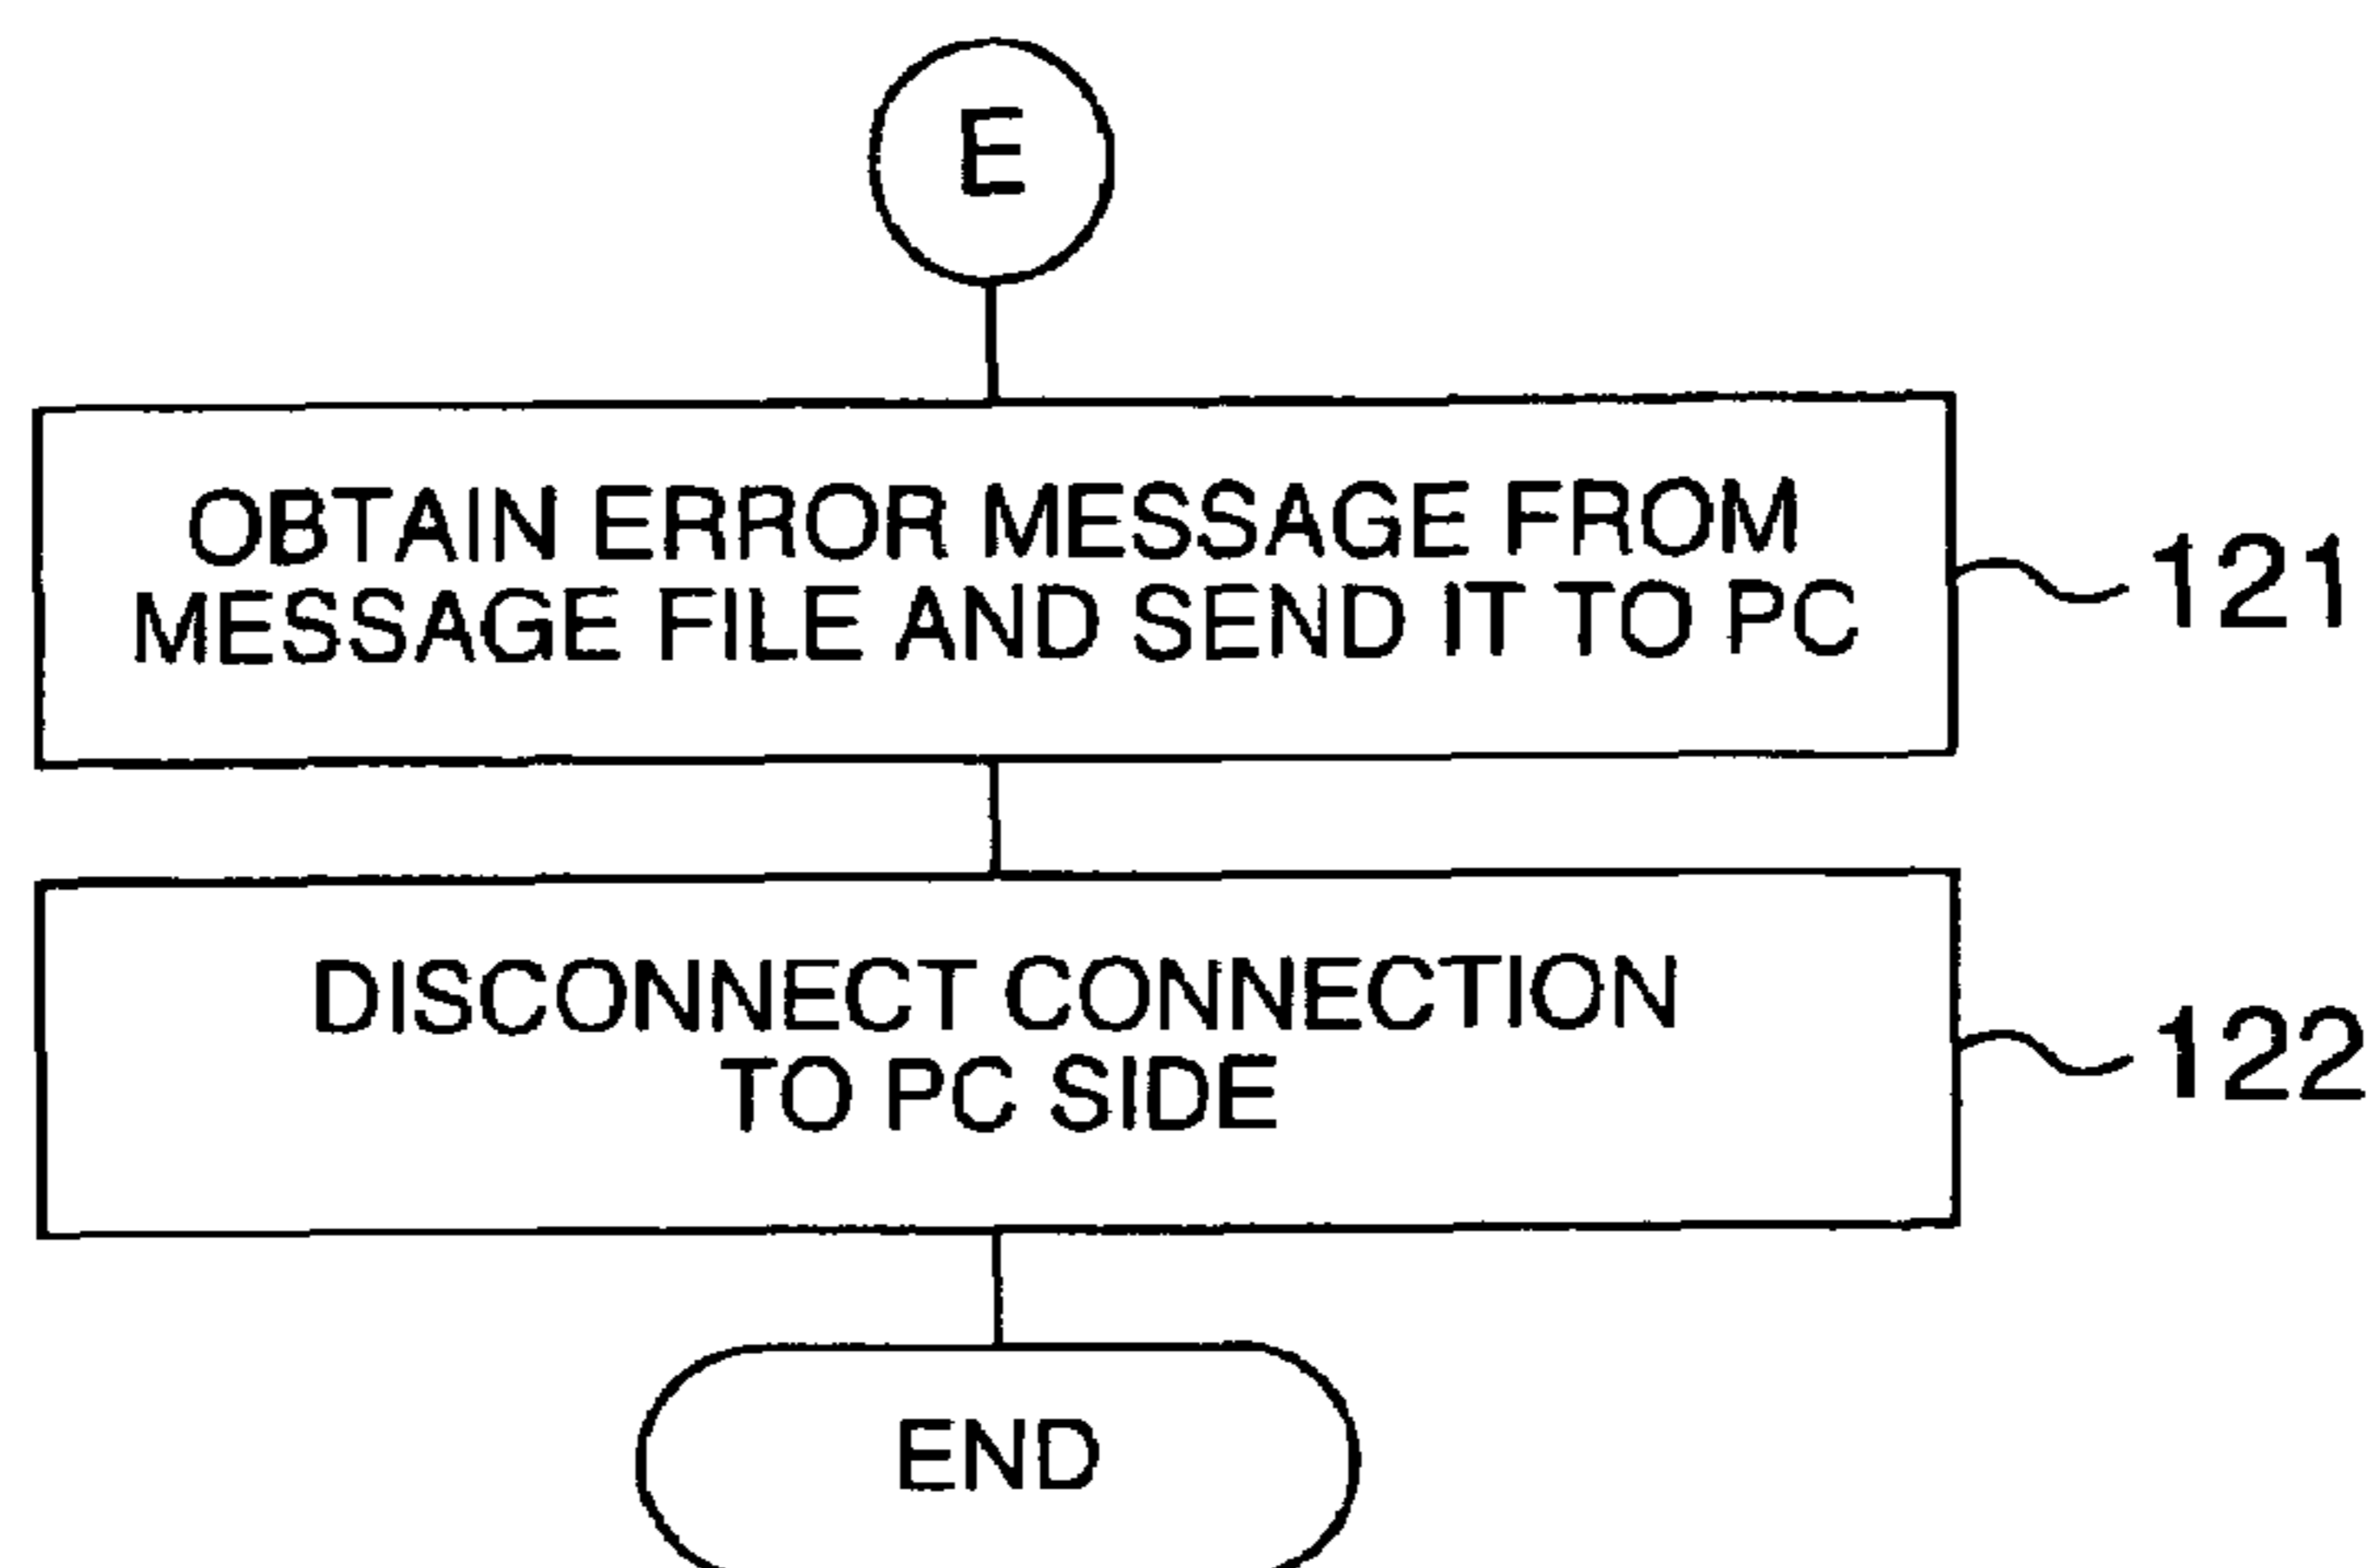 E
OBTAIN ERROR MESSAGE FROM
MESSAGE FILE AND SEND IT TO PC
121
DISCONNECT CONNECTION
TO PC SIDE
122
END